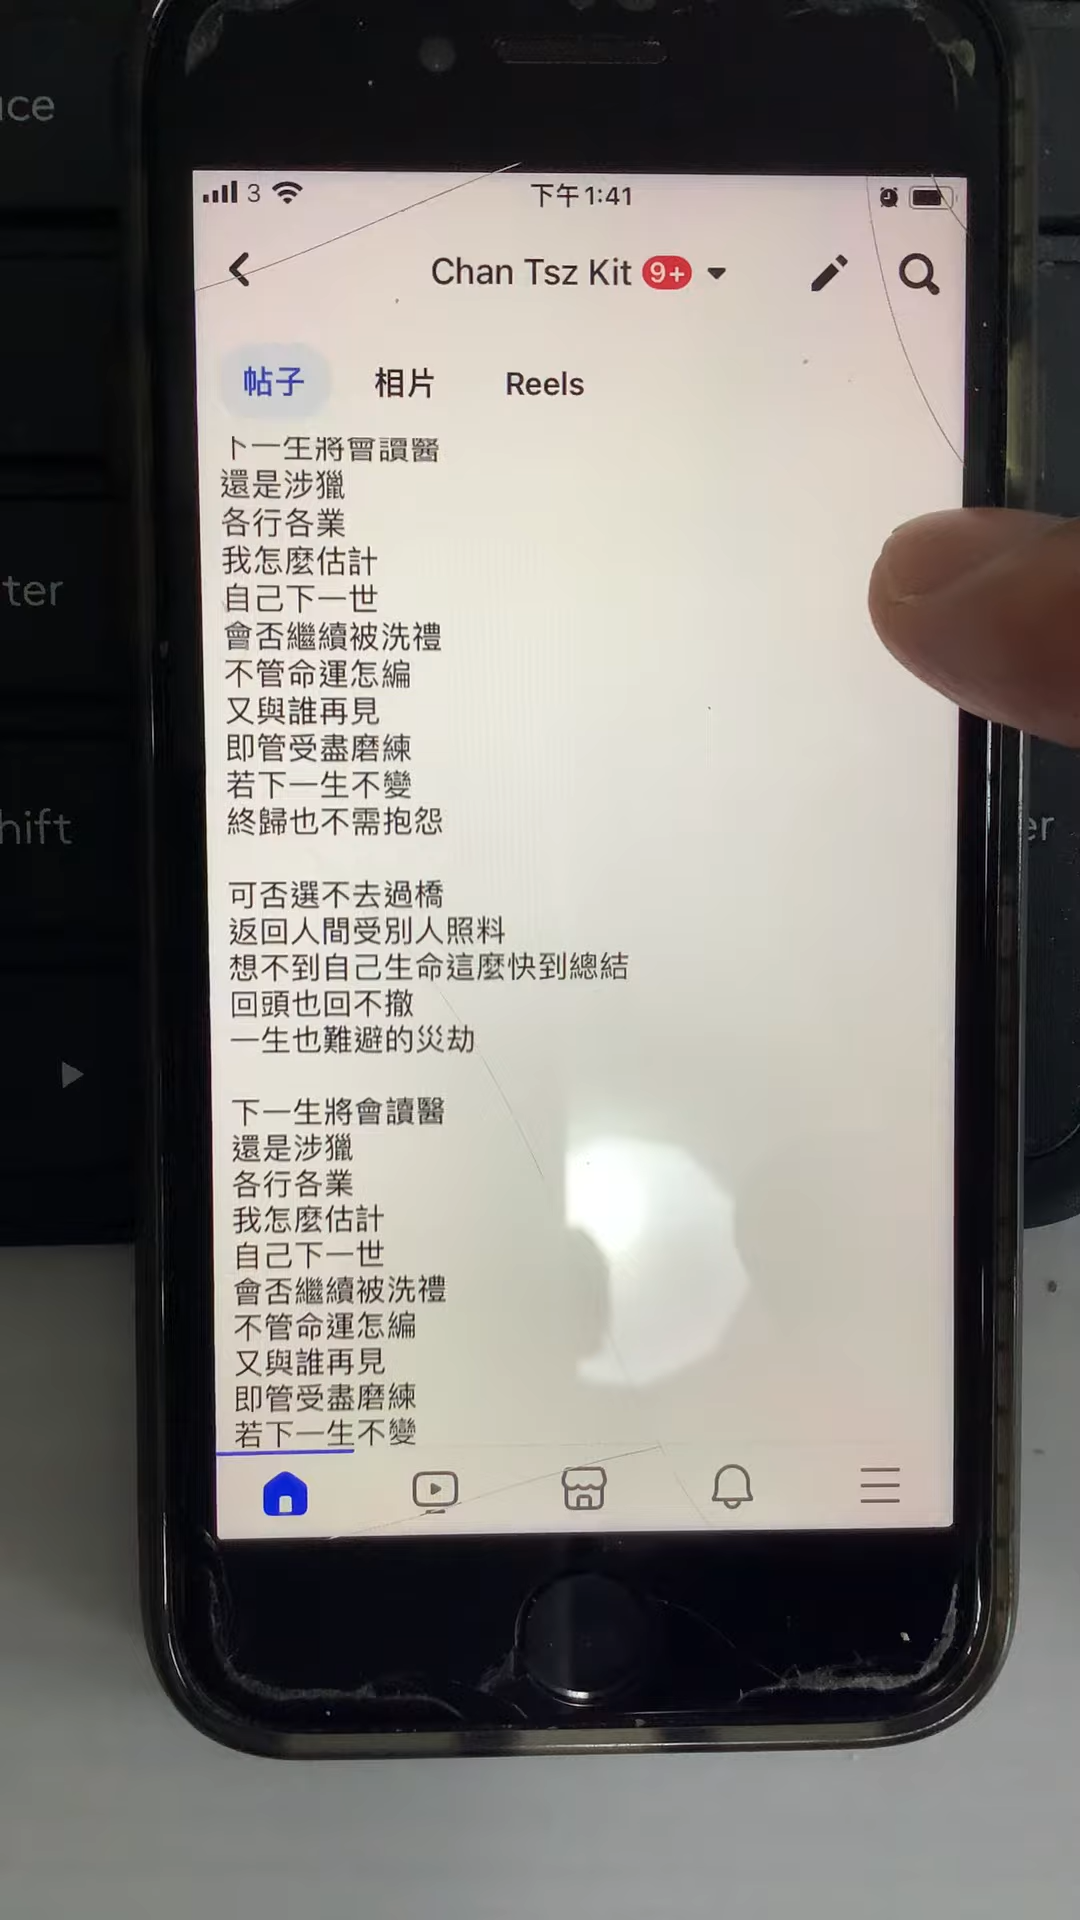 ace
ter
hift
er
3
下午1:41
Chan Tsz Kit 9+
帖子
相片
Reels
下一生將會讀醫
還是涉獵
各行各業
我怎麼估計
自己下一世
會否繼續被洗禮
不管命運怎編
又與誰再見
即管受盡磨練
若下一生不變
終歸也不需抱怨
可否選不去過橋
返回人間受別人照料
想不到自己生命這麼快到總結
回頭也回不撤
一生也難避的災劫
下一生將會讀醫
還是涉獵
各行各業
我怎麼估計
自己下一世
會否繼續被洗禮
不管命運怎編
又與誰再見
即管受盡磨練
若下一生不變